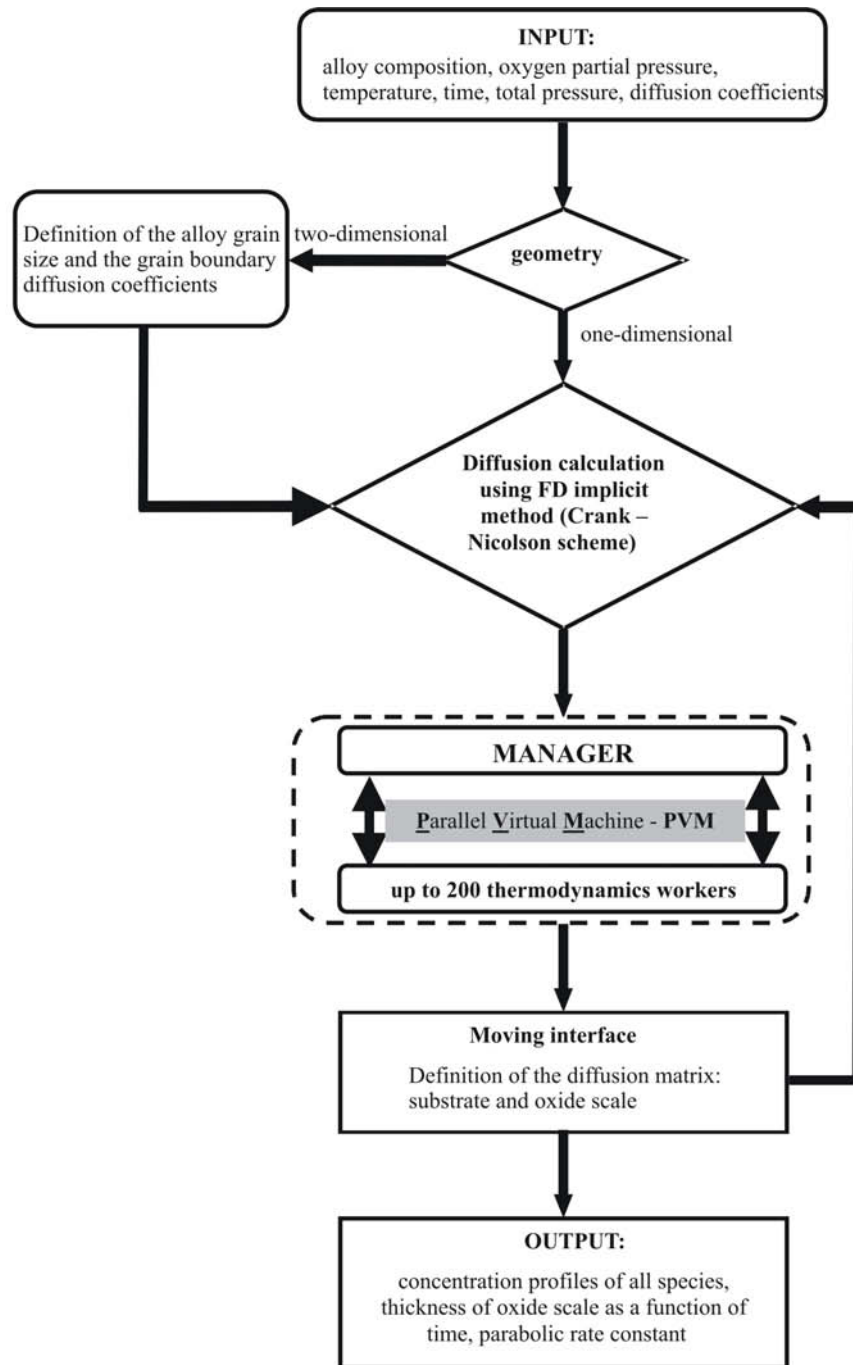 INPUT:
alloy composition, oxygen partial pressure,
temperature, time, total pressure, diffusion coefficients
Definition of the alloy grain
size and the grain boundary
diffusion coefficients
two-dimensional
geometry
one-dimensional
Diffusion calculation
using FD implicit
method (Crank –
Nicolson scheme)
MANAGER
Parallel Virtual Machine - PVM
up to 200 thermodynamics workers
Moving interface
Definition of the diffusion matrix:
substrate and oxide scale
OUTPUT:
concentration profiles of all species,
thickness of oxide scale as a function of
time, parabolic rate constant